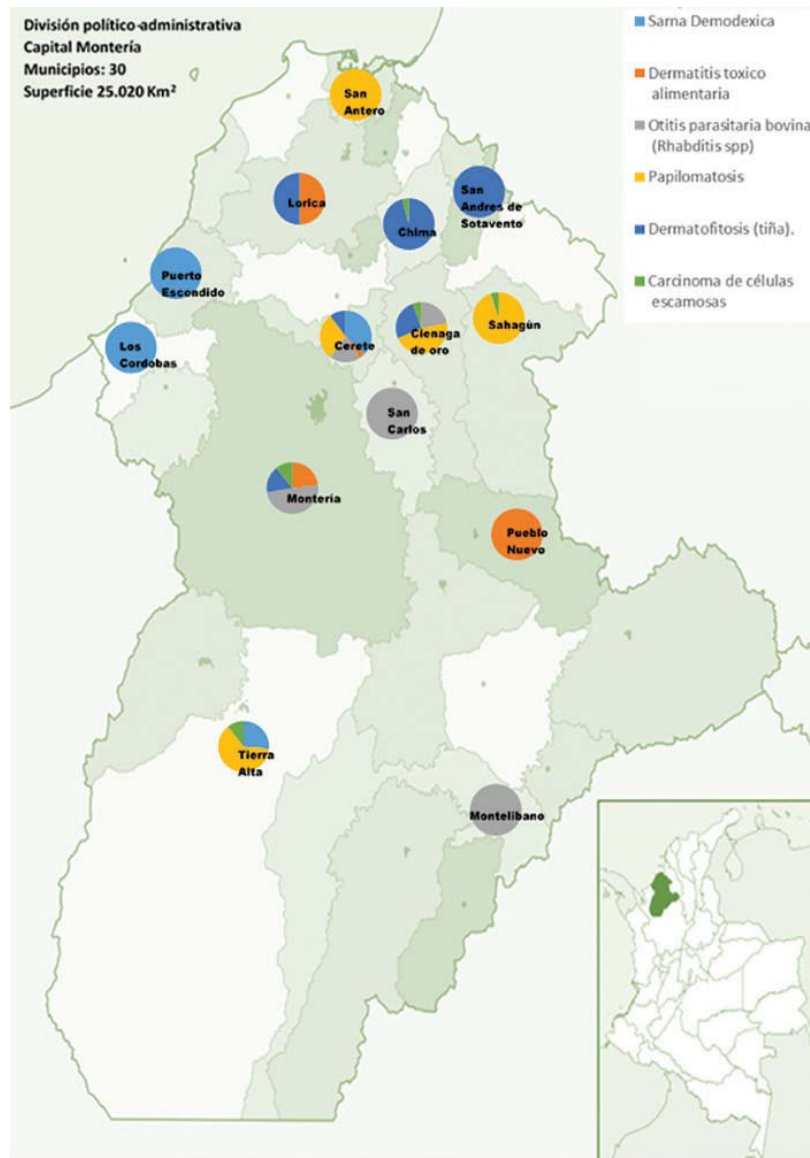 División político-administrativa
Capital Montería
Municipios: 30
Superficie 25.020 Km²
Sarna Demodexica
Dermatitis toxico
alimentaria
Otitis parasitaria bovina
(Rhabditis spp)
Papilomatosis
Dermatofitosis (tiña).
Carcinoma de células
escamosas
San
Antero
Lorica
Chima
San
Andres de
Sotavento
Puerto
Escondido
Los
Cordobas
Cerete
Cienaga
de oro
Sahagún
San
Carlos
Montería
Pueblo
Nuevo
Tierra
Alta
Montelibano